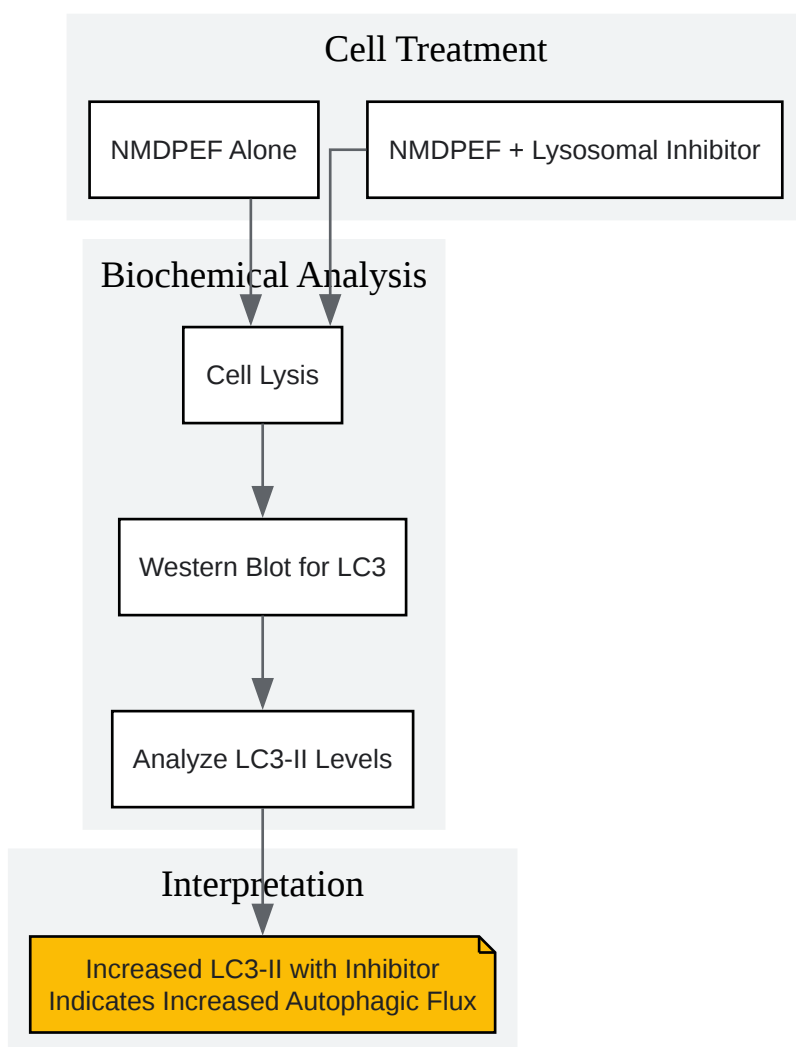 Cell Treatment
NMDPEF Alone
NMDPEF + Lysosomal Inhibitor
Biochemical Analysis
Cell Lysis
Western Blot for LC3
Analyze LC3-II Levels
Interpretation
Increased LC3-II with Inhibitor
Indicates Increased Autophagic Flux